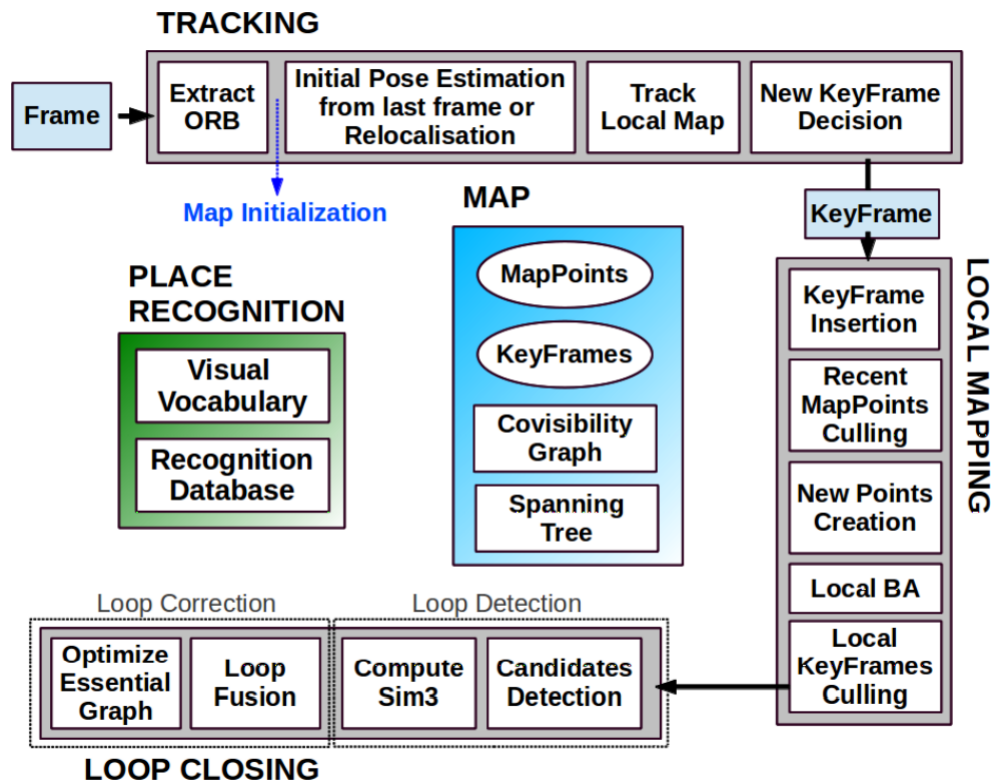 TRACKING
Frame
Extract
ORB
Initial Pose Estimation
from last frame or
Relocalisation
Track
Local Map
New KeyFrame
Decision
Map Initialization
MAP
KeyFrame
PLACE
RECOGNITION
Visual
Vocabulary
Recognition
Database
MapPoints
KeyFrames
Covisibility
Graph
Spanning
Tree
LOCAL MAPPING
KeyFrame
Insertion
Recent
MapPoints
Culling
New Points
Creation
Local BA
Local
KeyFrames
Culling
Loop Correction
Loop Detection
Optimize
Essential
Graph
Loop
Fusion
Compute
Sim3
Candidates
Detection
LOOP CLOSING